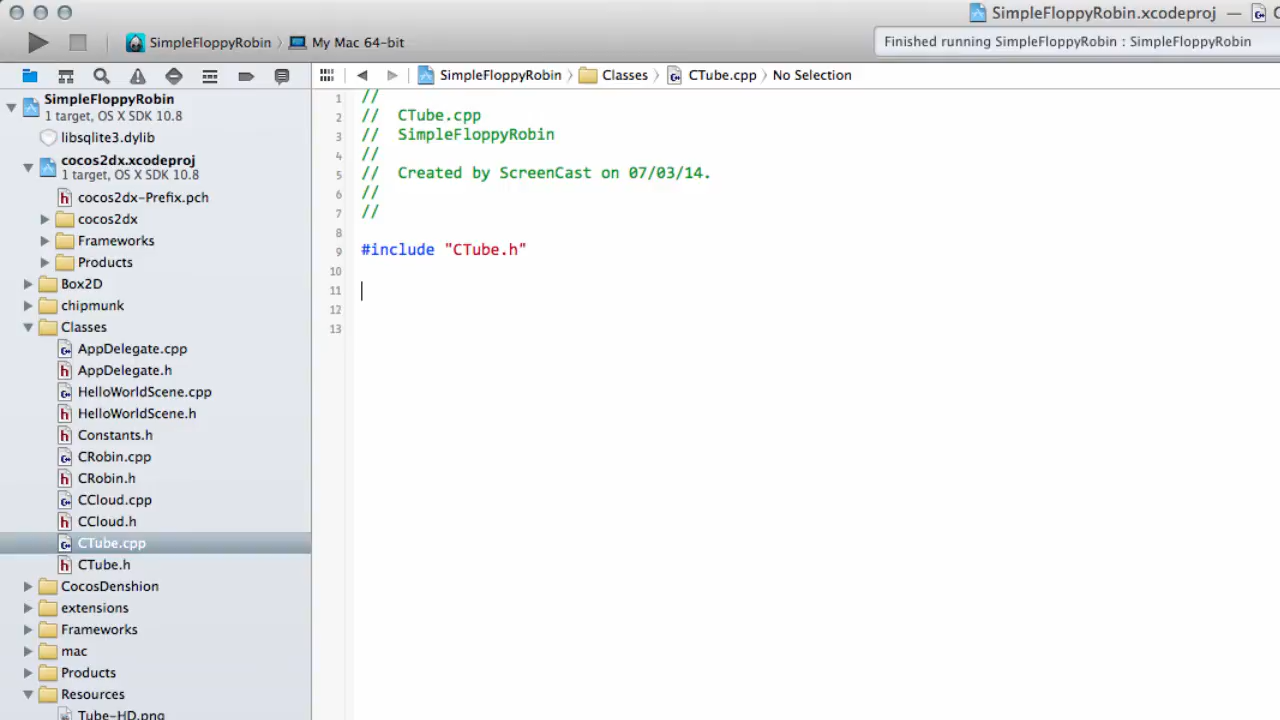 SimpleFloppyRobin.xcodeproj —
SimpleFloppyRobin 〉 My Mac 64-bit
Finished running SimpleFloppyRobin : SimpleFloppyRobin
SimpleFloppyRobin 〉 Classes 〉 CTube.cpp 〉 No Selection
SimpleFloppyRobin
1 target, OS X SDK 10.8
libsqlite3.dylib
cocos2dx.xcodeproj
1 target, OS X SDK 10.8
cocos2dx-Prefix.pch
cocos2dx
Frameworks
Products
Box2D
chipmunk
Classes
AppDelegate.cpp
AppDelegate.h
HelloWorldScene.cpp
HelloWorldScene.h
Constants.h
CRobin.cpp
CRobin.h
CCloud.cpp
CCloud.h
CTube.cpp
CTube.h
CocosDenshion
extensions
Frameworks
mac
Products
Resources
Tube-HD.png
1 //
2 // CTube.cpp
3 // SimpleFloppyRobin
4 //
5 // Created by ScreenCast on 07/03/14.
6 //
7 //
8
9 #include "CTube.h"
10
11
12
13